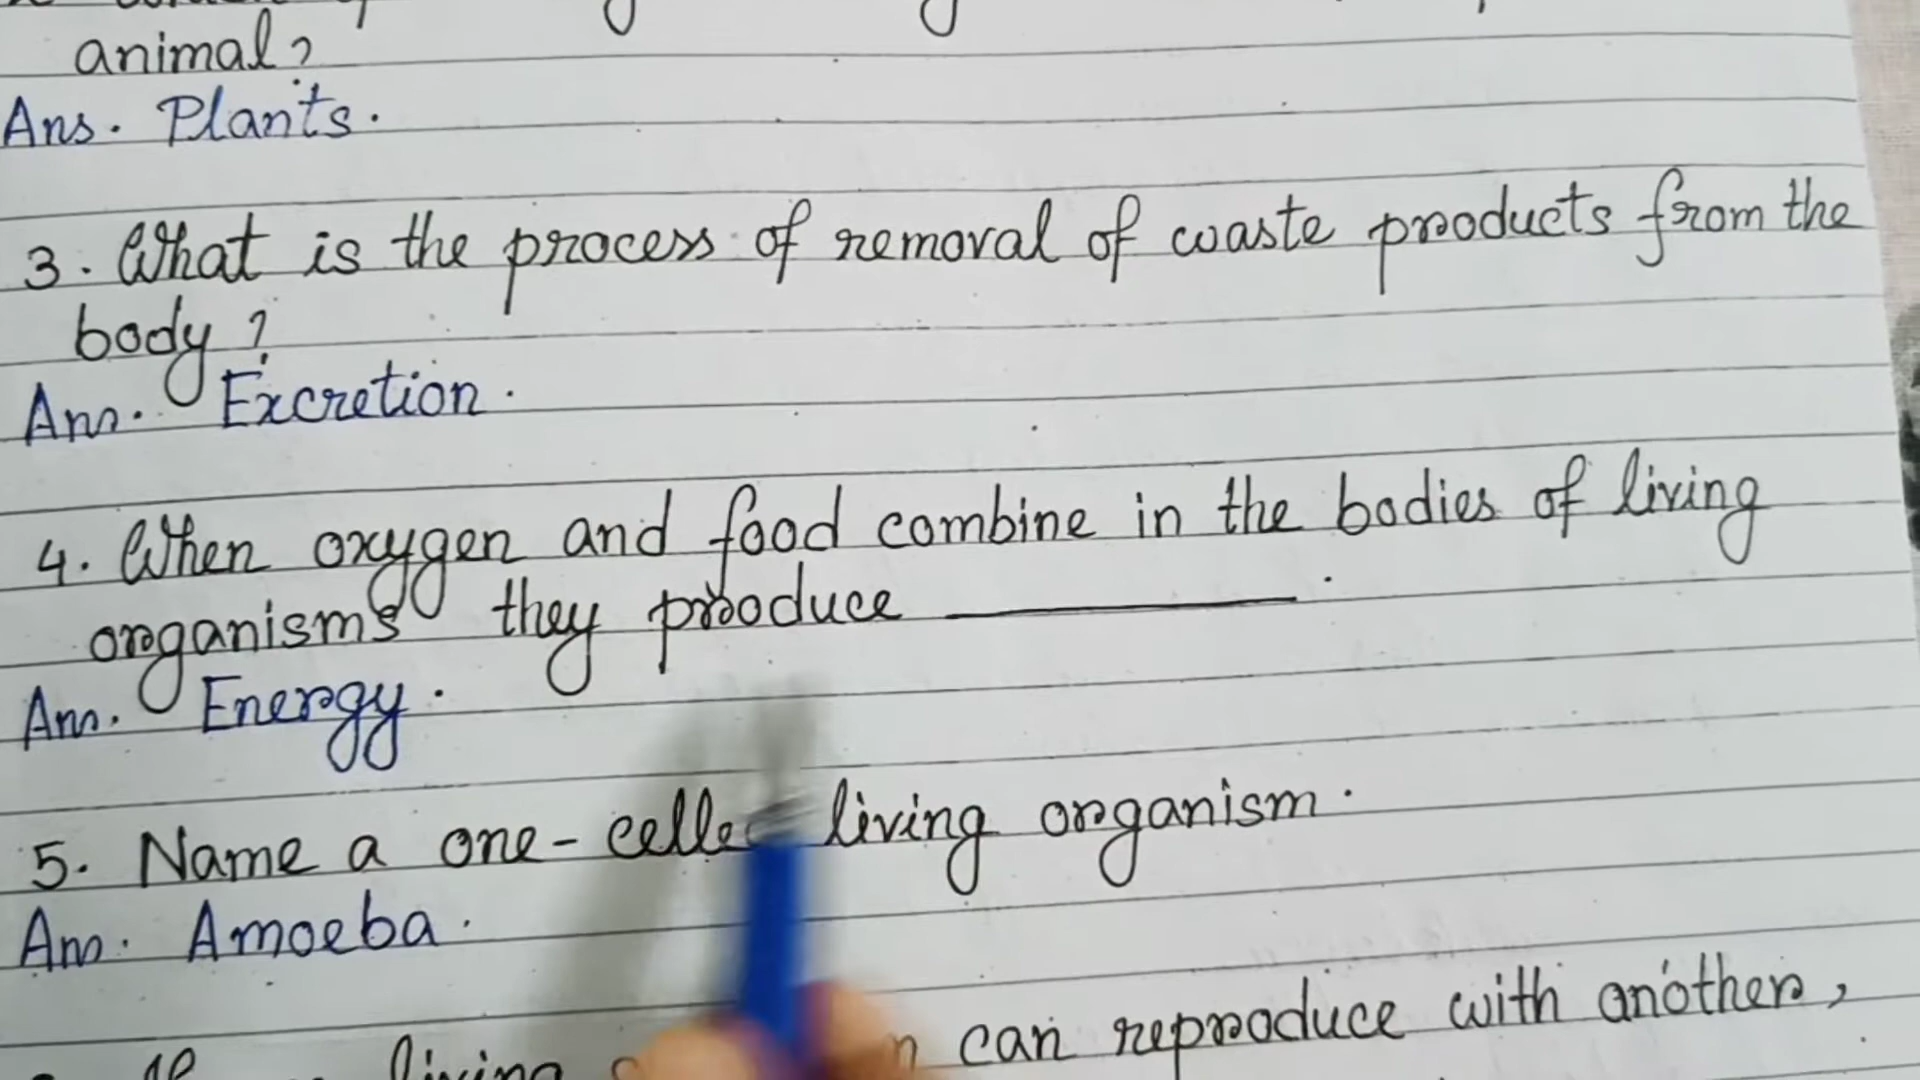 animal?
Ans. Plants.
3. What is the process of removal of waste products from the
body?
Ans. Excretion.
4. When oxygen and food combine in the bodies of living
organisms they produce ________.
Ans. Energy.
5. Name a one-celled living organism.
Ans. Amoeba.
living can reproduce with another,